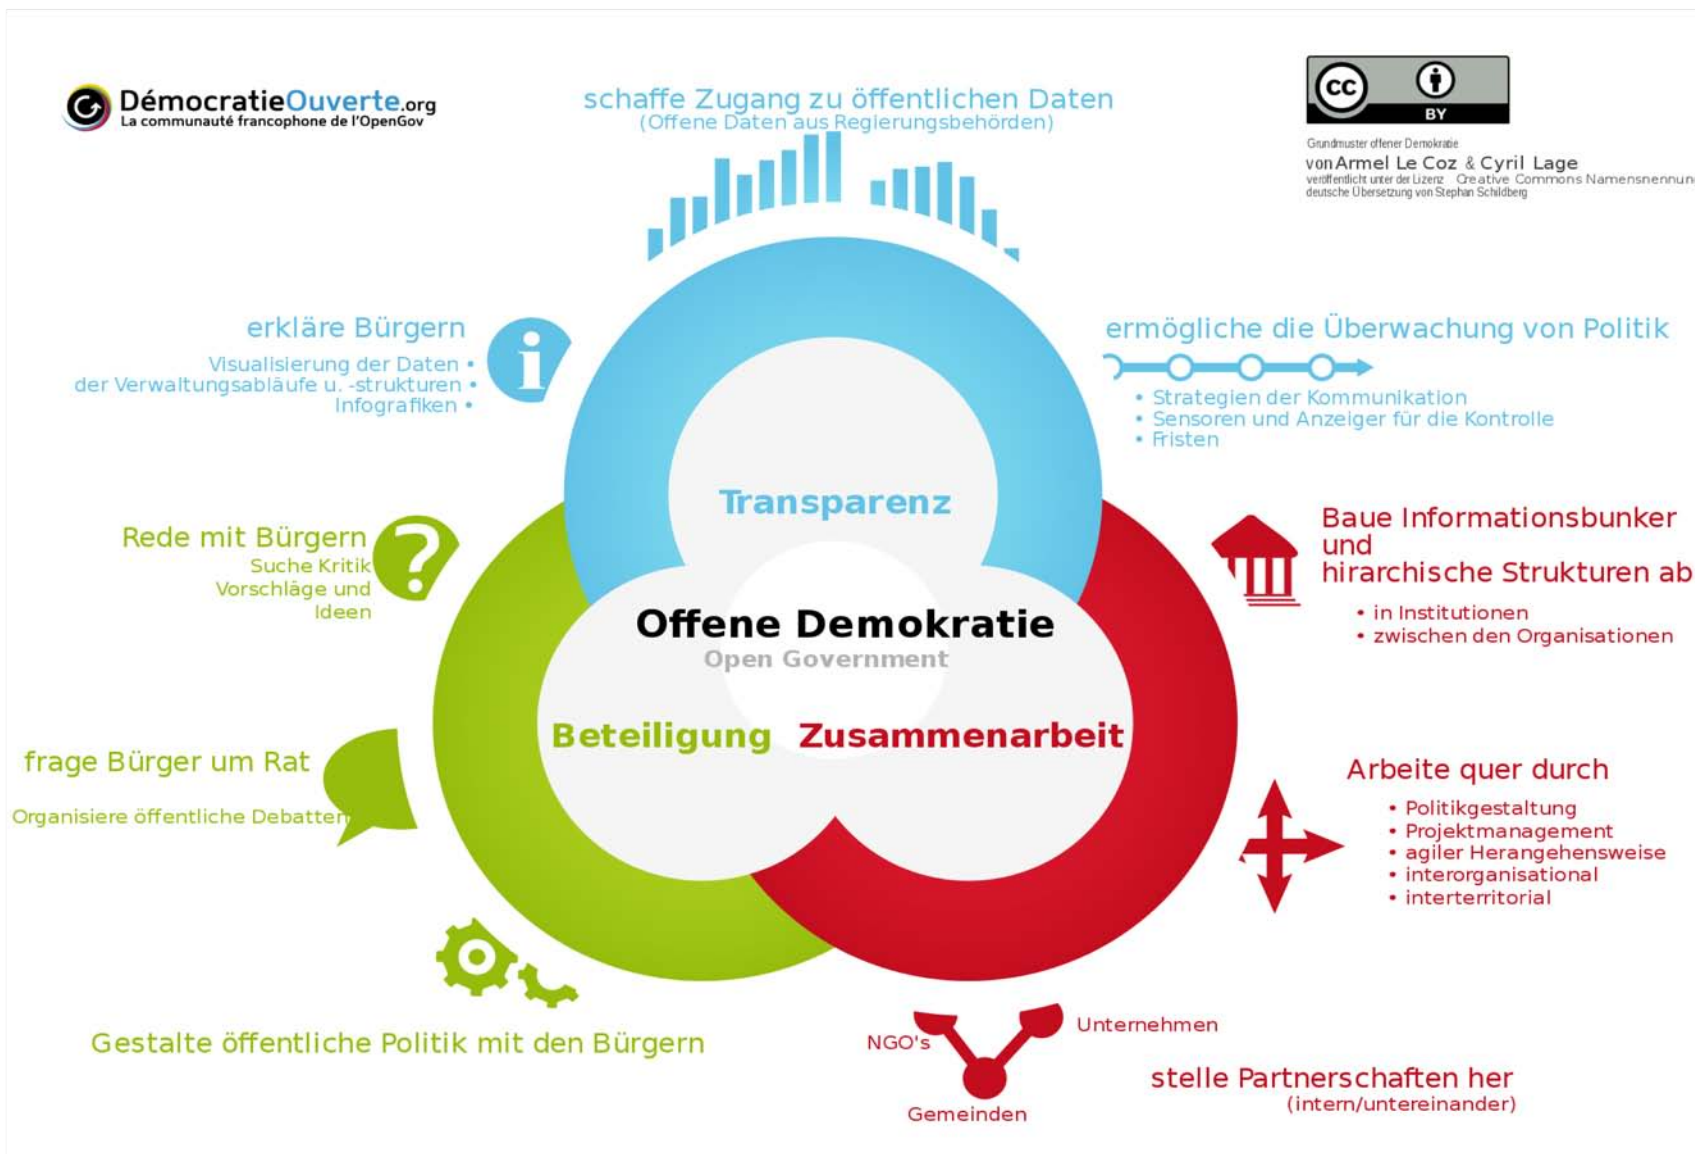 DémocratieOuverte.org
La communauté francophone de l'OpenGov
schaffe Zugang zu öffentlichen Daten
(Offene Daten aus Regierungsbehörden)
cc
BY
Grundmuster offener Demokratie
von Armel Le Coz & Cyril Lage
veröffentlicht unter der Lizenz Creative Commons Namensnennung
deutsche Übersetzung von Stephan Schildberg
erkläre Bürgern
Visualisierung der Daten •
der Verwaltungsabläufe u. -strukturen •
Infografiken •
i
ermögliche die Überwachung von Politik
• Strategien der Kommunikation
• Sensoren und Anzeiger für die Kontrolle
• Fristen
Transparenz
Rede mit Bürgern
Suche Kritik
Vorschläge und
Ideen
?
Baue Informationsbunker
und
hirarchische Strukturen ab
• in Institutionen
• zwischen den Organisationen
Offene Demokratie
Open Government
Beteiligung Zusammenarbeit
frage Bürger um Rat
Organisiere öffentliche Debatten
Arbeite quer durch
• Politikgestaltung
• Projektmanagement
• agiler Herangehensweise
• interorganisational
• interterritorial
Gestalte öffentliche Politik mit den Bürgern
NGO's
Unternehmen
Gemeinden
stelle Partnerschaften her
(intern/untereinander)